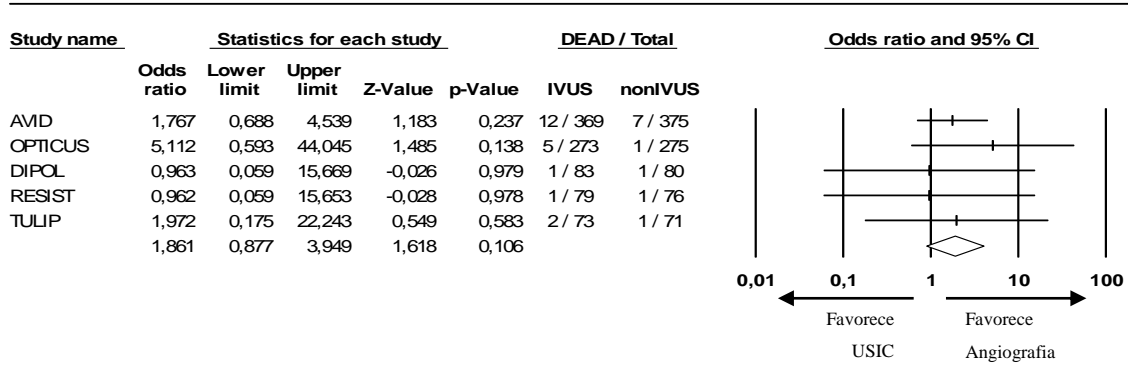 Study name Statistics for each study DEAD / Total Odds ratio and 95% CI
Odds Lower Upper
ratio limit limit Z-Value p-Value IVUS nonIVUS
AVID 1,767 0,688 4,539 1,183 0,237 12 / 369 7 / 375
OPTICUS 5,112 0,593 44,045 1,485 0,138 5 / 273 1 / 275
DIPOL 0,963 0,059 15,669 -0,026 0,979 1 / 83 1 / 80
RESIST 0,962 0,059 15,653 -0,028 0,978 1 / 79 1 / 76
TULIP 1,972 0,175 22,243 0,549 0,583 2 / 73 1 / 71
1,861 0,877 3,949 1,618 0,106
0,01 0,1 1 10 100
Favorece Favorece
USIC Angiografia